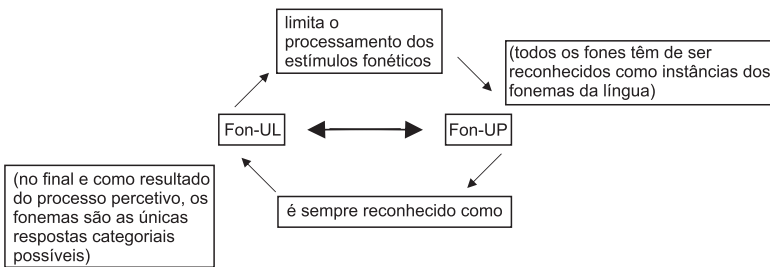 limita o
processamento dos
estímulos fonéticos
(todos os fones têm de ser
reconhecidos como instâncias dos
fonemas da língua)
Fon-UL
Fon-UP
(no final e como resultado
do processo percetivo, os
fonemas são as únicas
respostas categoriais
possíveis)
é sempre reconhecido como